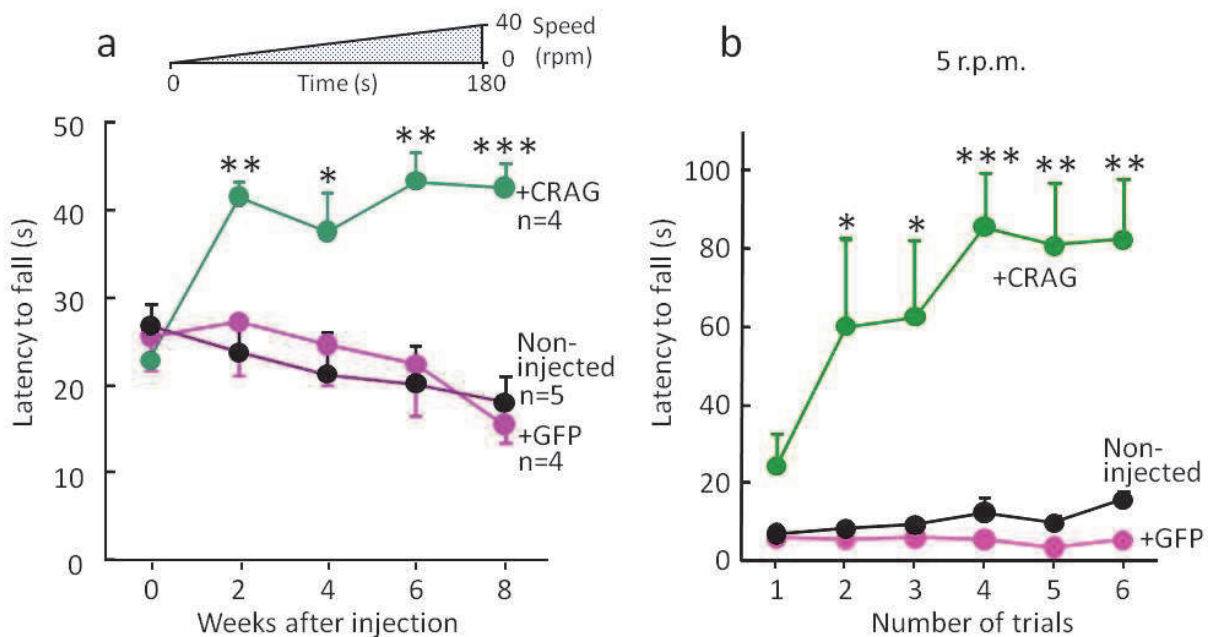 a
40 Speed
0 (rpm)
0 Time (s) 180
50
40
30
20
10
0
Latency to fall (s)
** * ** ***
+CRAG
n=4
Non-
injected
n=5
+GFP
n=4
0 2 4 6 8
Weeks after injection
b
5 r.p.m.
100
80
60
40
20
0
Latency to fall (s)
* * *** ** **
+CRAG
Non-
injected
+GFP
1 2 3 4 5 6
Number of trials